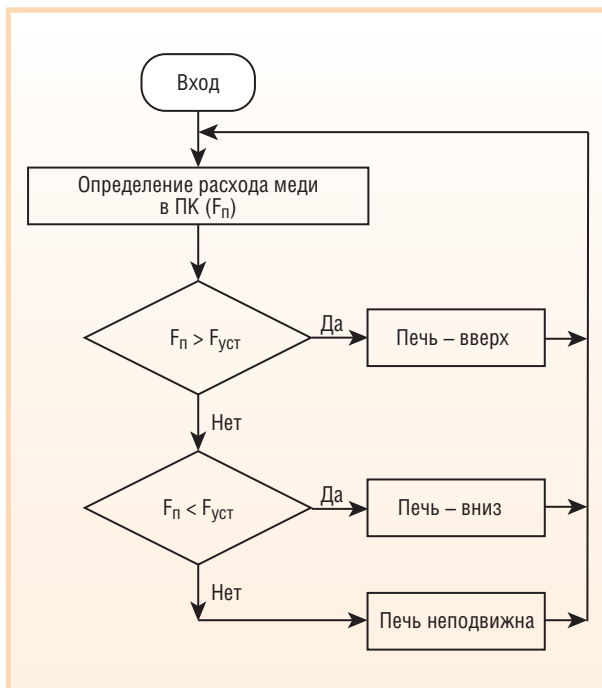 Вход
Определение расхода меди
в ПК (Fп)
Fп > Fуст
Да
Печь – вверх
Нет
Fп < Fуст
Да
Печь – вниз
Нет
Печь неподвижна